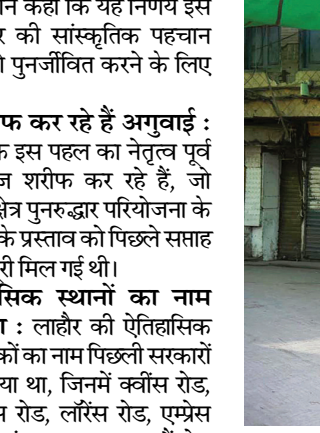 कहा कि यह निर्णय इस
की सांस्कृतिक पहचान
पुनर्जीवित करने के लिए
कर रहे हैं अगुवाई :
इस पहल का नेतृत्व पूर्व
शरीफ कर रहे हैं, जो
क्षेत्र पुनरुद्धार परियोजना के
के प्रस्ताव को पिछले सप्ताह
मिल गई थी।
स्थानों का नाम
: लाहौर की ऐतिहासिक
का नाम पिछली सरकारों
था, जिनमें क्वींस रोड,
रोड, लॉरेंस रोड, एम्प्रेस